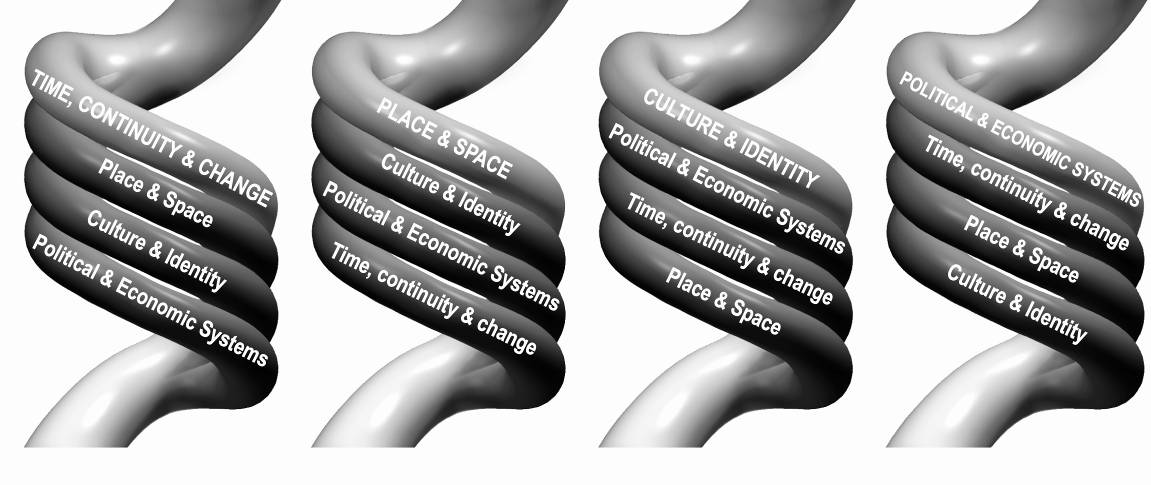 TIME, CONTINUITY & CHANGE
Place & Space
Culture & Identity
Political & Economic Systems
PLACE & SPACE
Culture & Identity
Political & Economic Systems
Time, continuity & change
CULTURE & IDENTITY
Political & Economic Systems
Time, continuity & change
Place & Space
POLITICAL & ECONOMIC SYSTEMS
Time, continuity & change
Place & Space
Culture & Identity